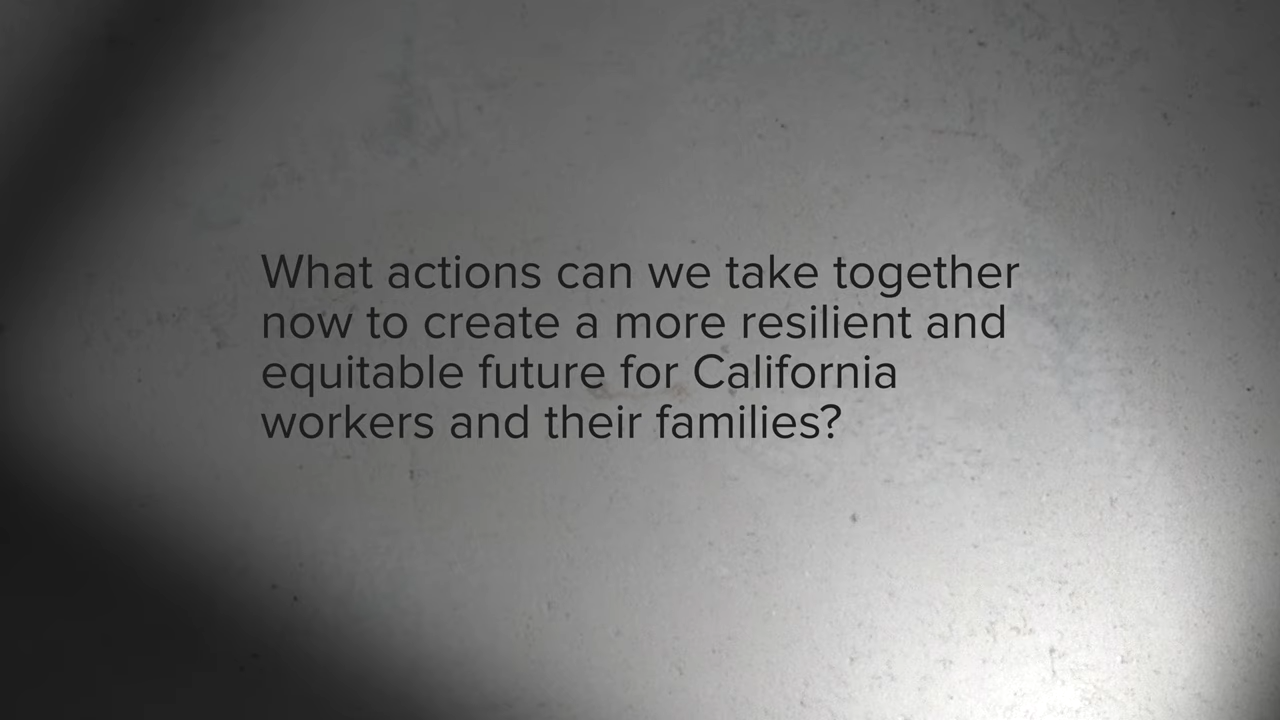 What actions can we take together
now to create a more resilient and
equitable future for California
workers and their families?